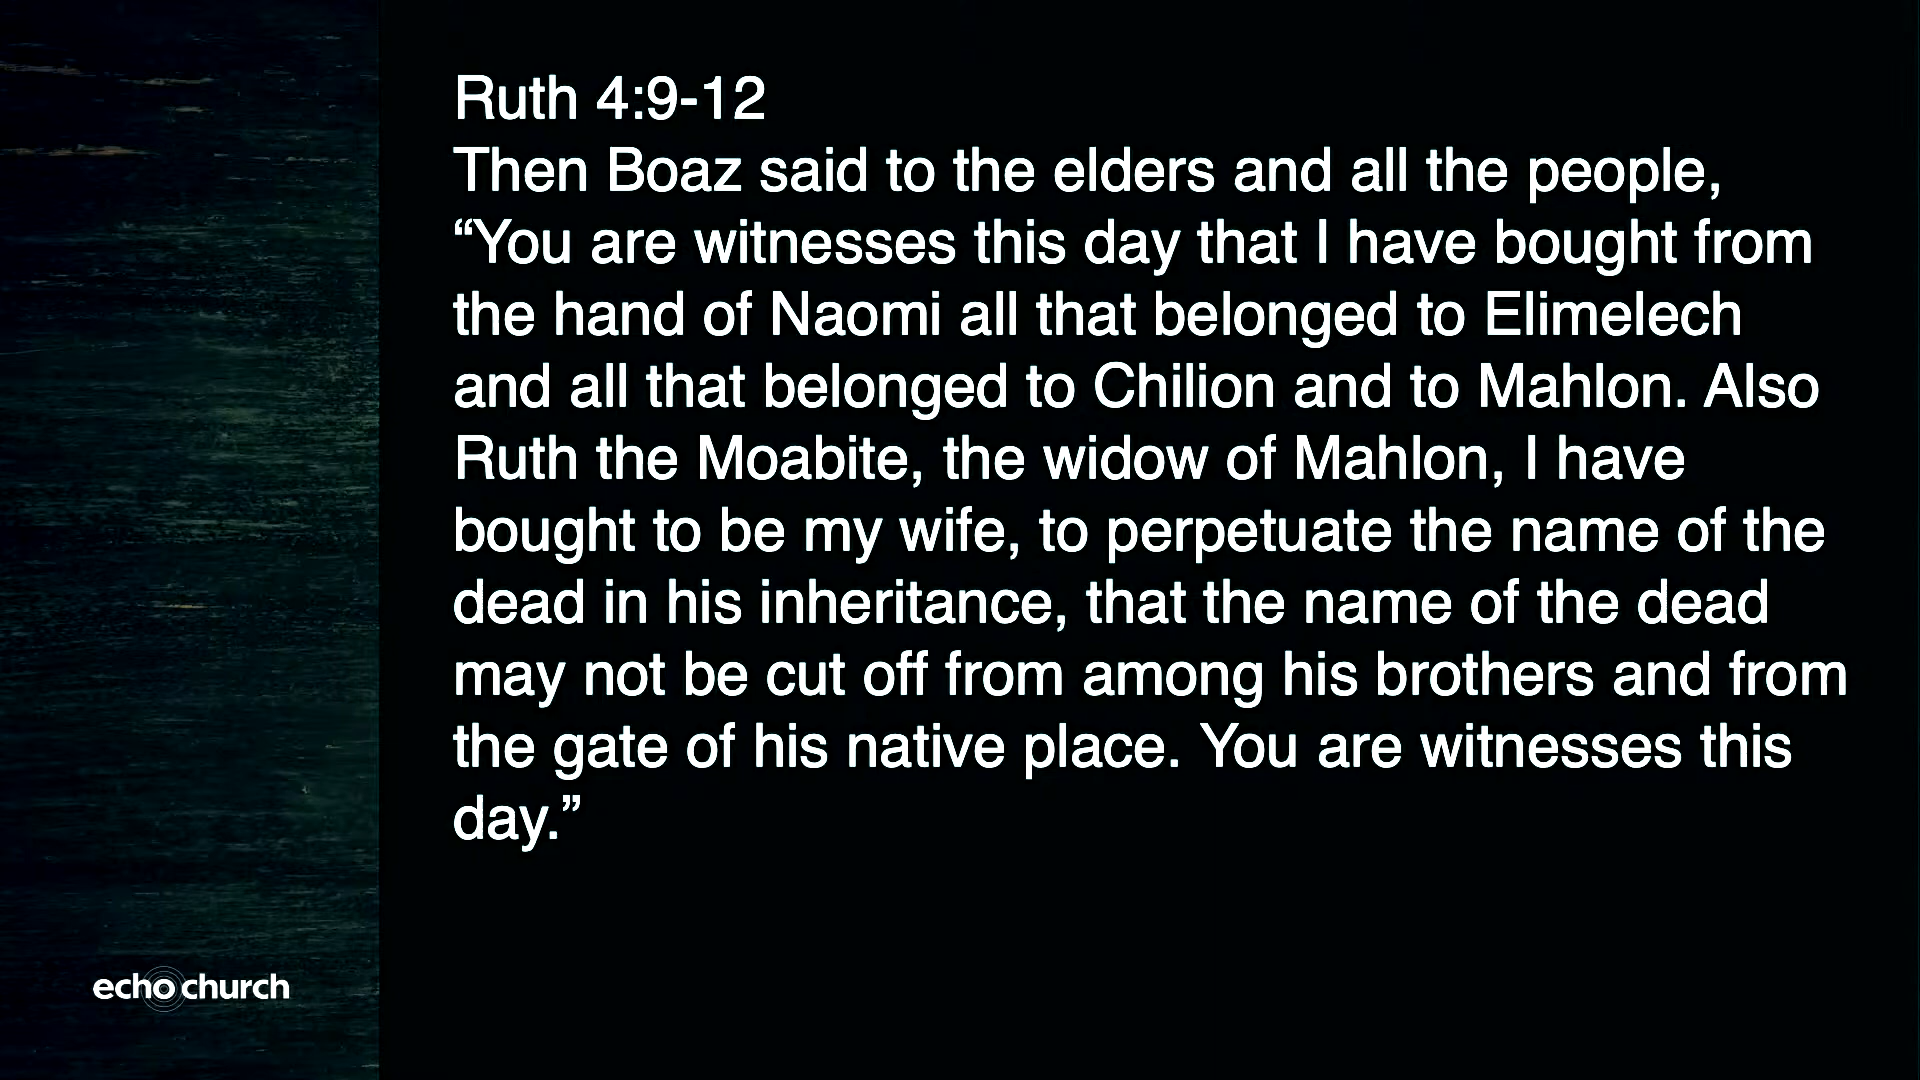 Ruth 4:9-12
Then Boaz said to the elders and all the people,
“You are witnesses this day that I have bought from
the hand of Naomi all that belonged to Elimelech
and all that belonged to Chilion and to Mahlon. Also
Ruth the Moabite, the widow of Mahlon, I have
bought to be my wife, to perpetuate the name of the
dead in his inheritance, that the name of the dead
may not be cut off from among his brothers and from
the gate of his native place. You are witnesses this
day.”
echo church